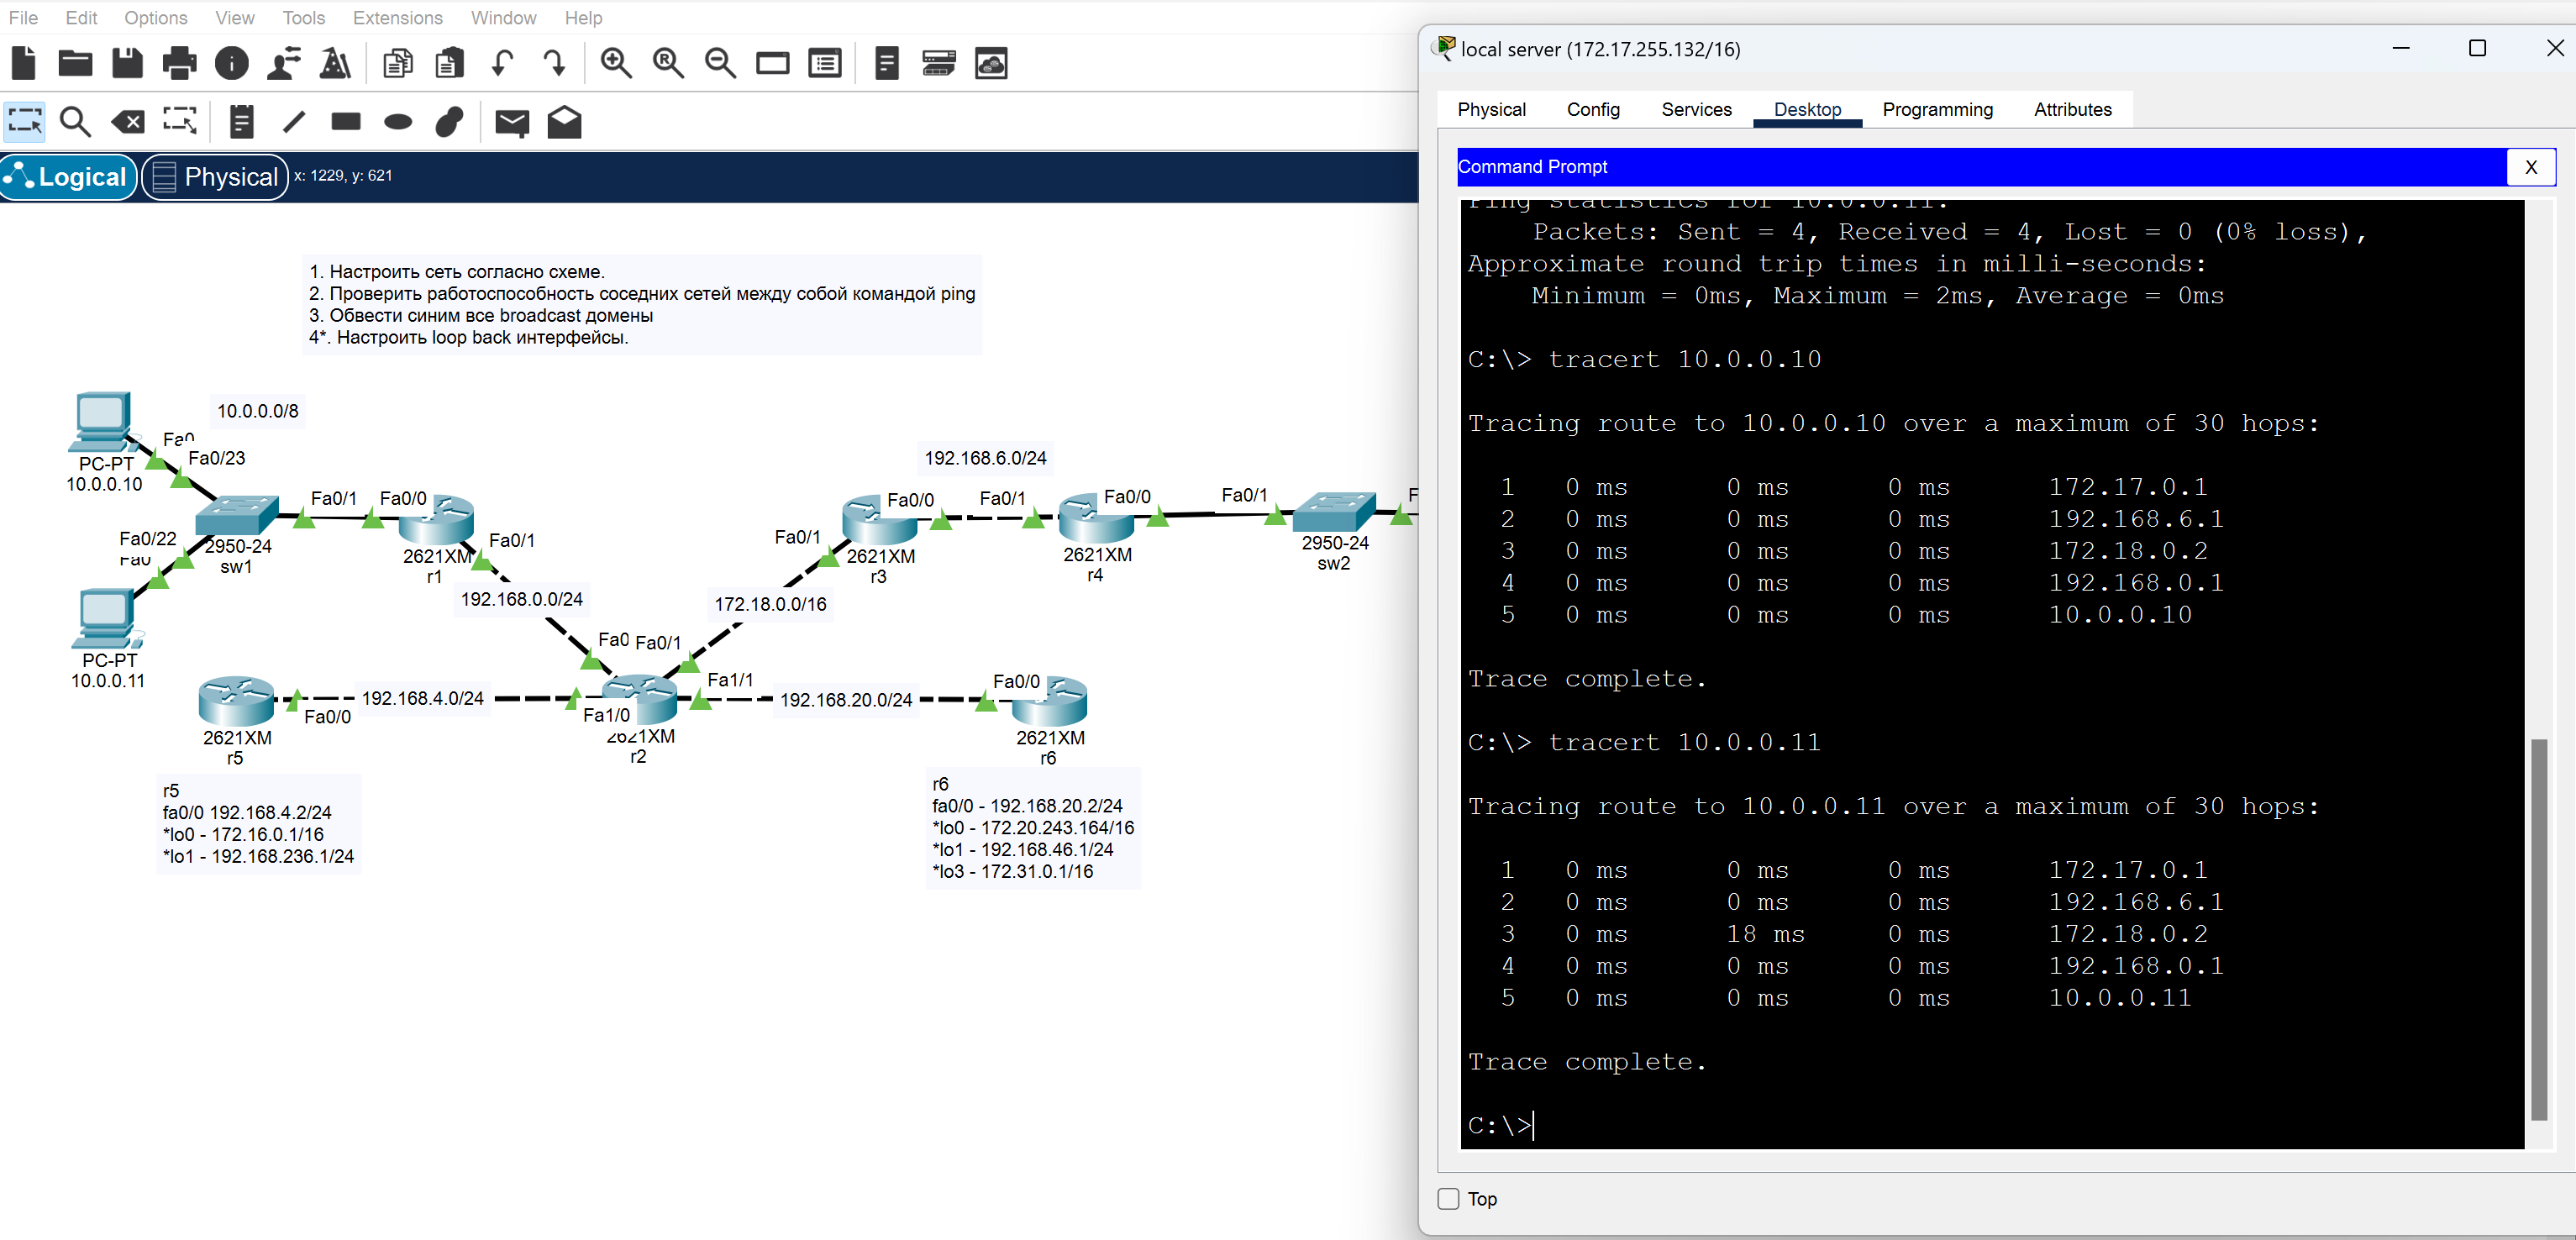 File Edit Options View Tools Extensions Window Help
Logical Physical x: 1229, y: 621
1. Настроить сеть согласно схеме.
2. Проверить работоспособность соседних сетей между собой командой ping
3. Обвести синим все broadcast домены
4*. Настроить loop back интерфейсы.
10.0.0.0/8
Fa0
Fa0/23
PC-PT
10.0.0.10
Fa0/1
Fa0/0
Fa0/22
Fa0
2950-24
sw1
2621XM
r1
Fa0/1
PC-PT
10.0.0.11
192.168.0.0/24
192.168.6.0/24
Fa0/0
Fa0/1
Fa0/0
Fa0/1
F
Fa0/1
2621XM
r3
2621XM
r4
2950-24
sw2
172.18.0.0/16
Fa0
Fa0/1
Fa1/1
192.168.4.0/24
Fa0/0
Fa1/0
192.168.20.0/24
Fa0/0
2621XM
r5
2621XM
r2
2621XM
r6
r5
fa0/0 192.168.4.2/24
*lo0 - 172.16.0.1/16
*lo1 - 192.168.236.1/24
r6
fa0/0 - 192.168.20.2/24
*lo0 - 172.20.243.164/16
*lo1 - 192.168.46.1/24
*lo3 - 172.31.0.1/16
local server (172.17.255.132/16)
Physical Config Services Desktop Programming Attributes
Command Prompt
X
Ping statistics for 10.0.0.11:
Packets: Sent = 4, Received = 4, Lost = 0 (0% loss),
Approximate round trip times in milli-seconds:
Minimum = 0ms, Maximum = 2ms, Average = 0ms
C:\> tracert 10.0.0.10
Tracing route to 10.0.0.10 over a maximum of 30 hops:
1 0 ms 0 ms 0 ms 172.17.0.1
2 0 ms 0 ms 0 ms 192.168.6.1
3 0 ms 0 ms 0 ms 172.18.0.2
4 0 ms 0 ms 0 ms 192.168.0.1
5 0 ms 0 ms 0 ms 10.0.0.10
Trace complete.
C:\> tracert 10.0.0.11
Tracing route to 10.0.0.11 over a maximum of 30 hops:
1 0 ms 0 ms 0 ms 172.17.0.1
2 0 ms 0 ms 0 ms 192.168.6.1
3 0 ms 18 ms 0 ms 172.18.0.2
4 0 ms 0 ms 0 ms 192.168.0.1
5 0 ms 0 ms 0 ms 10.0.0.11
Trace complete.
C:\>
Top